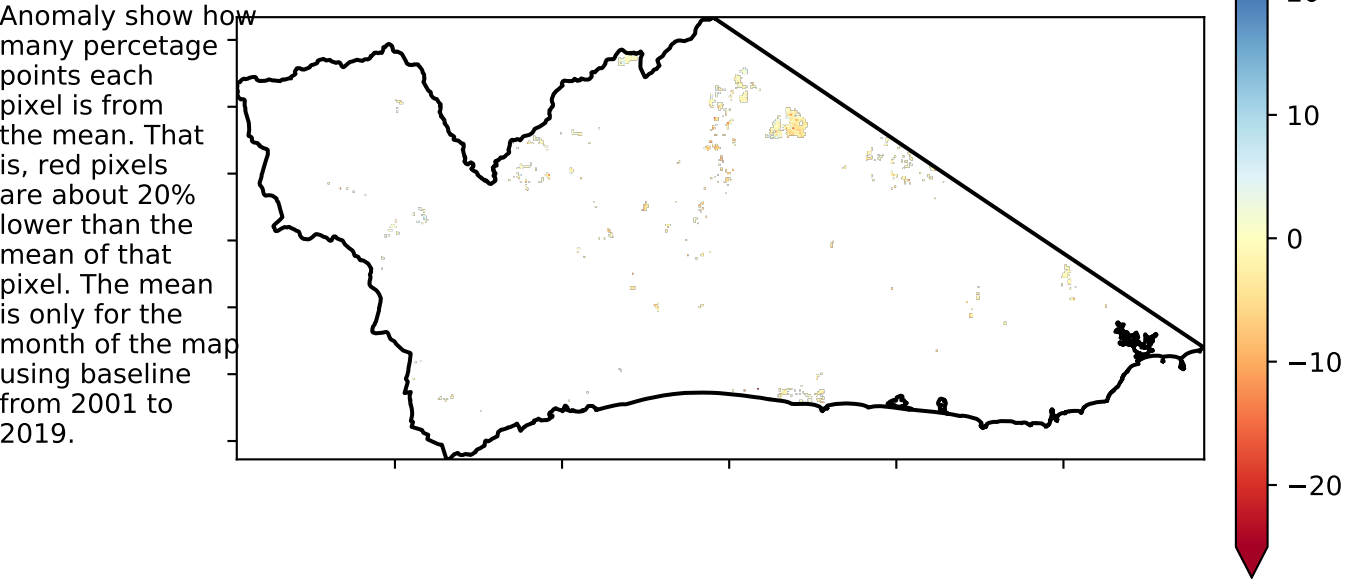 Anomaly show how
many percetage
points each
pixel is from
the mean. That
is, red pixels
are about 20%
lower than the
mean of that
pixel. The mean
is only for the
month of the map
using baseline
from 2001 to
2019.
10
0
−10
−20